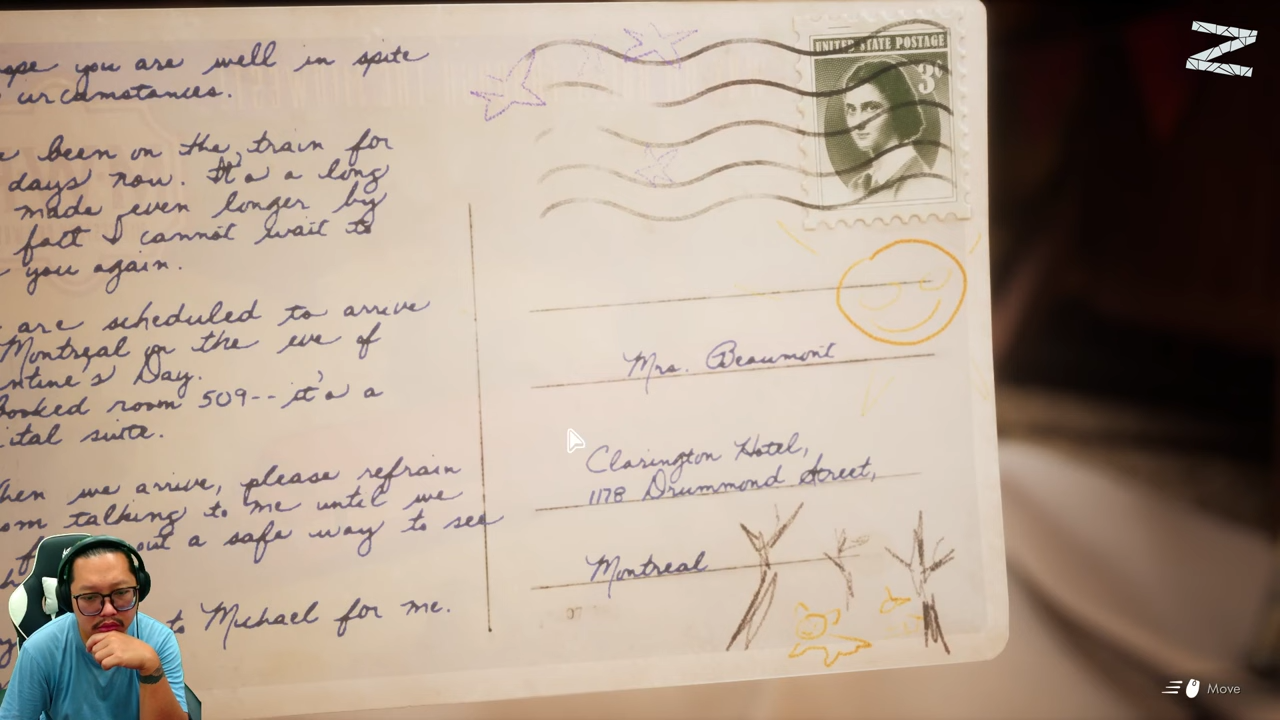 ope you are well in spite
circumstances.
been on the train for
days now. It's a long
made even longer by
fact I cannot wait to
you again.
are scheduled to arrive
Montreal on the eve of
ntine's Day.
booked room 509-- it's a
ital suite.
hen we arrive, please refrain
om talking to me until we
out a safe way to see
to Michael for me.
UNITED STATE POSTAGE
3¢
Mrs. Beaumont
Clarington Hotel,
1178 Drummond Street,
Montreal
Z
Move